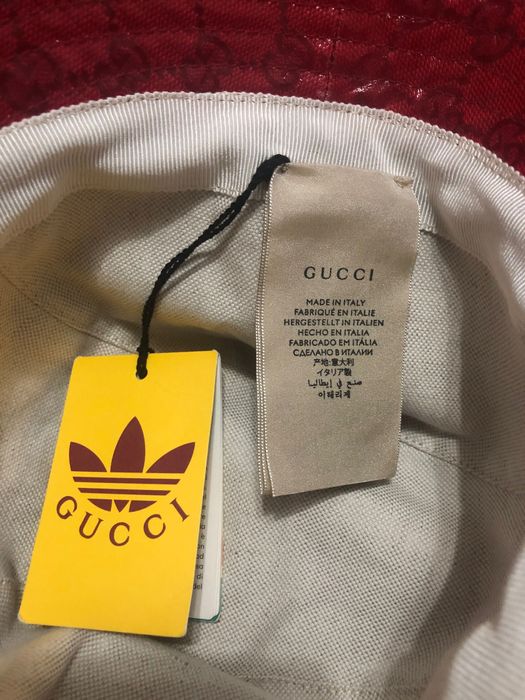 GUCCI
MADE IN ITALY
FABRIQUÉ EN ITALIE
HERGESTELLT IN ITALIEN
HECHO EN ITALIA
FABRICADO EM ITÁLIA
СДЕЛАНО В ИТАЛИИ
产地:意大利
イタリア製
صنع في إيطاليا
이태리제
GUCCI